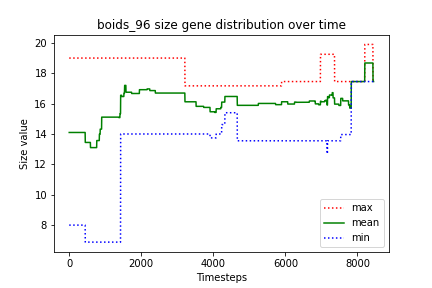 boids_96 size gene distribution over time
20
18
16
14
12
10
8
Size value
max
mean
min
0 2000 4000 6000 8000
Timesteps